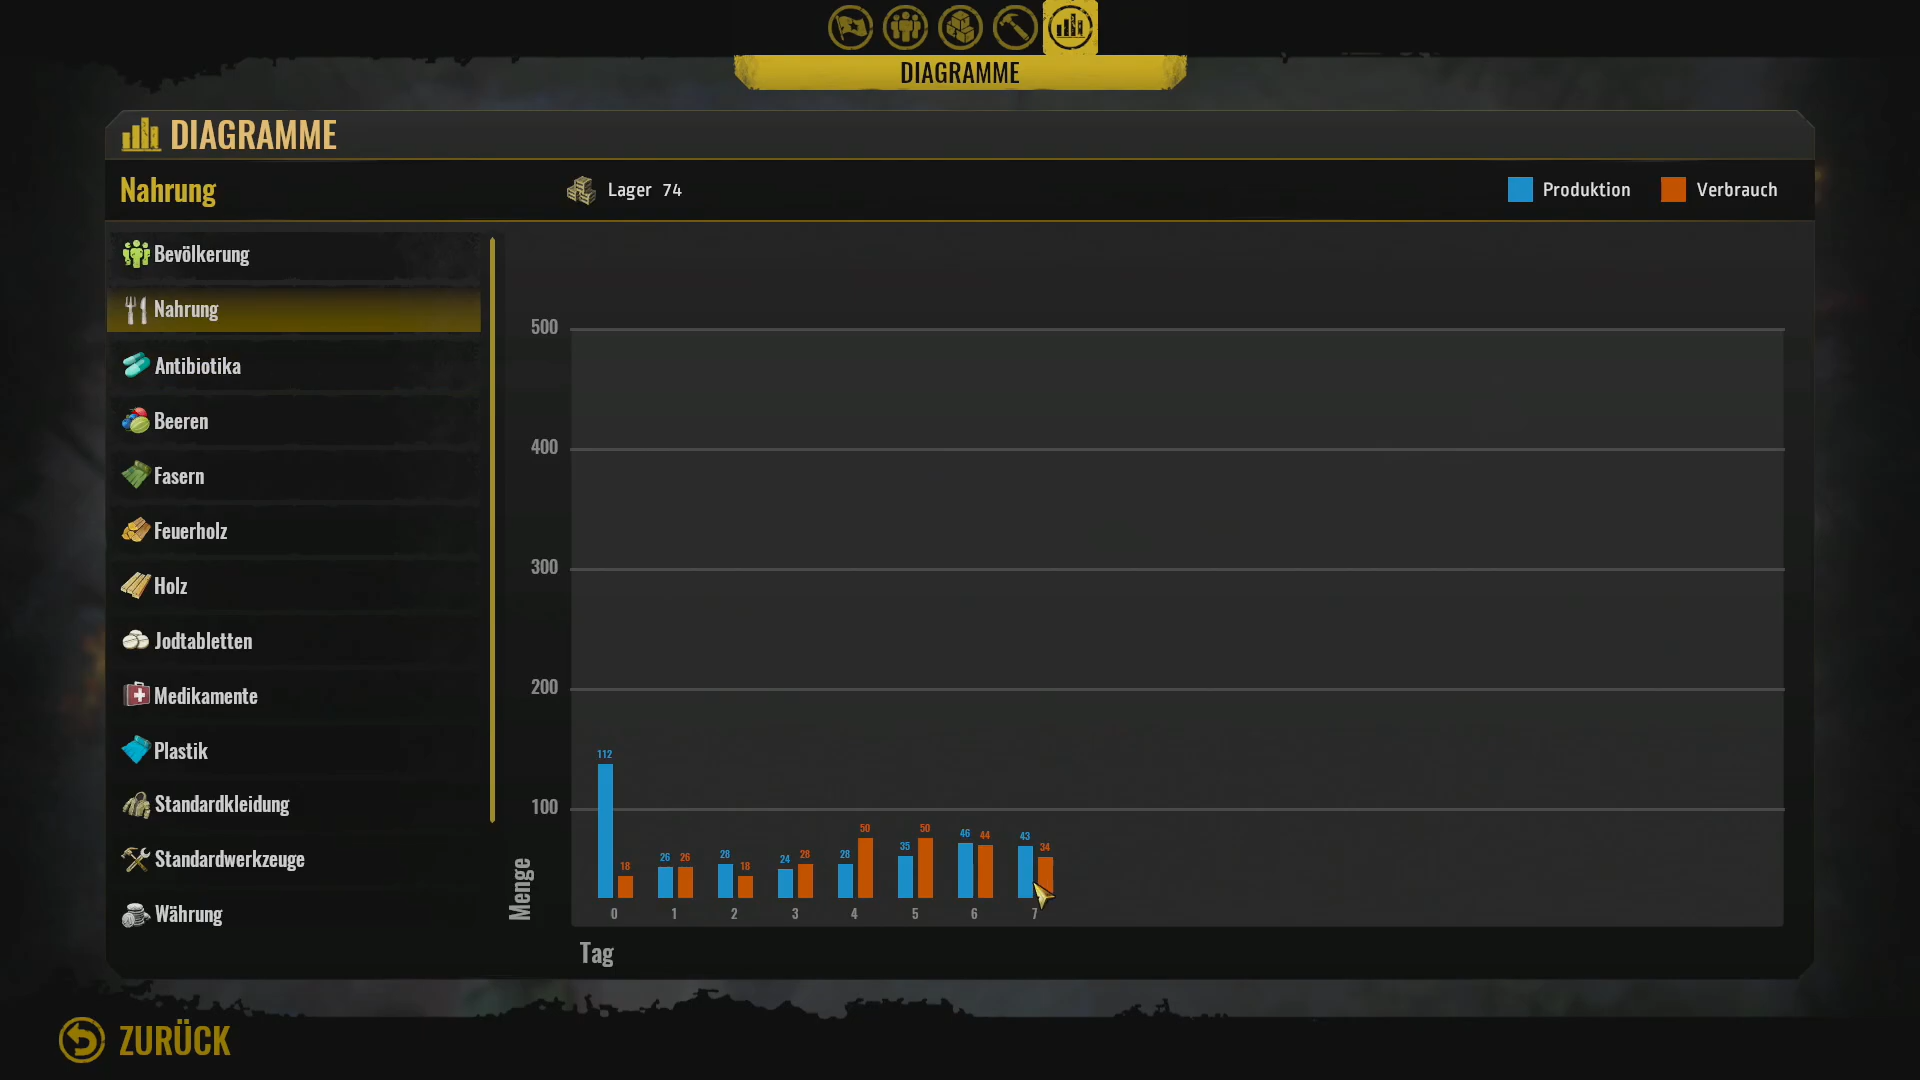 DIAGRAMME
DIAGRAMME
Nahrung
Lager 74
Produktion
Verbrauch
Bevölkerung
Nahrung
Antibiotika
Beeren
Fasern
Feuerholz
Holz
Jodtabletten
Medikamente
Plastik
Standardkleidung
Standardwerkzeuge
Währung
500
400
300
200
100
112 18 26 26 28 18 24 28 28 50 35 50 46 44 43 34
0 1 2 3 4 5 6 7
Menge
Tag
ZURÜCK